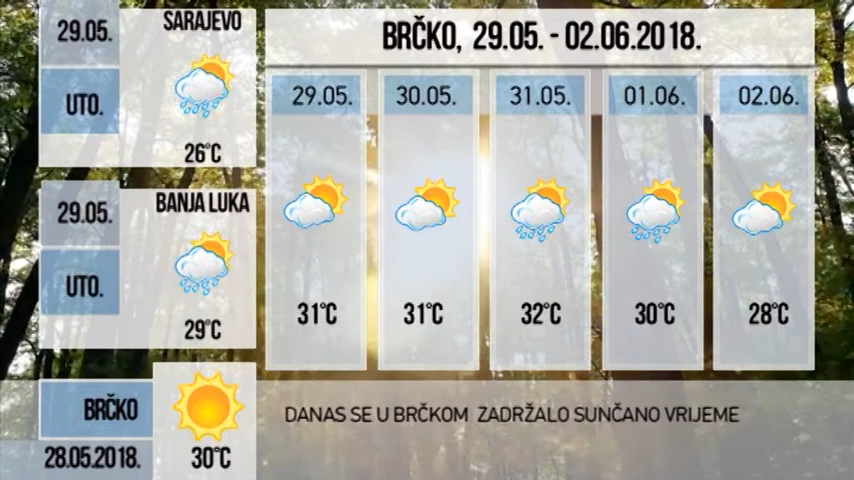 29.05.
UTO.
SARAJEVO
26°C
29.05.
UTO.
BANJA LUKA
29°C
BRČKO
28.05.2018.
30°C
BRČKO, 29.05. - 02.06.2018.
29.05. 30.05. 31.05. 01.06. 02.06.
31°C 31°C 32°C 30°C 28°C
DANAS SE U BRČKOM ZADRŽALO SUNČANO VRIJEME